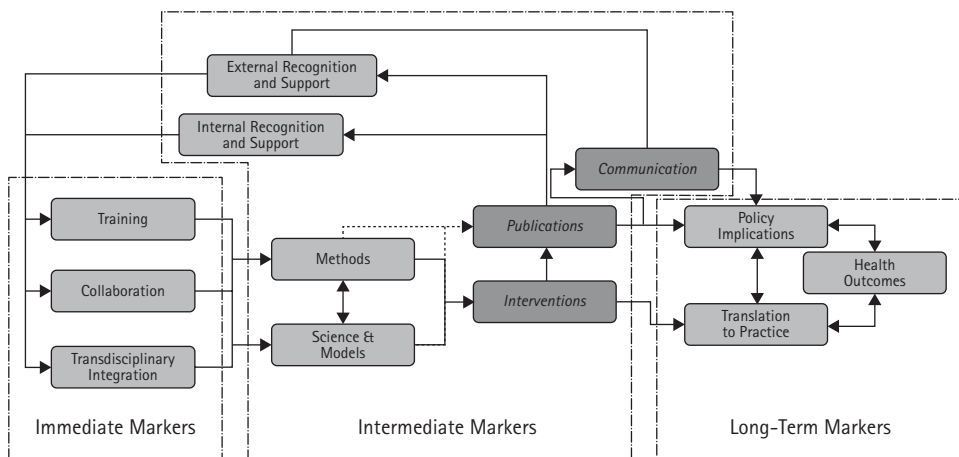 External Recognition
and Support
Internal Recognition
and Support
Communication
Training
Publications
Policy
Implications
Methods
Health
Outcomes
Collaboration
Interventions
Science &
Models
Translation
to Practice
Transdisciplinary
Integration
Immediate Markers
Intermediate Markers
Long-Term Markers